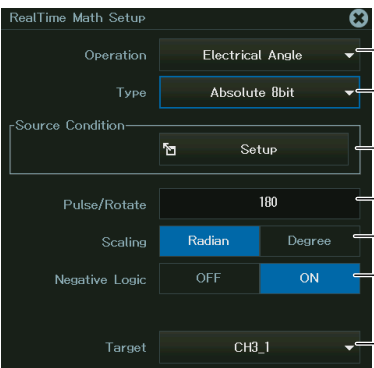 RealTime Math Setup
Operation Electrical Angle
Type Absolute 8bit
Source Condition
Setup
Pulse/Rotate 180
Scaling Radian Degree
Negative Logic OFF ON
Target CH3_1